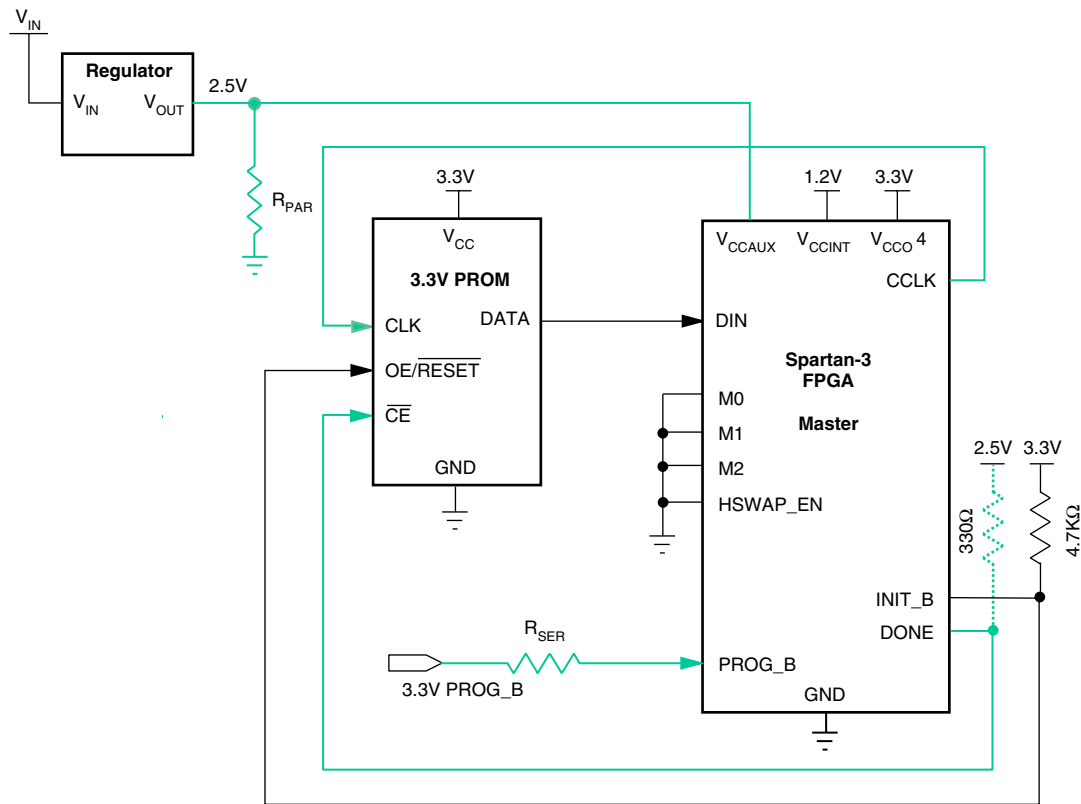 VIN
Regulator
VIN
VOUT
2.5V
RPAR
3.3V
VCC
3.3V PROM
CLK
DATA
OE/RESET
CE
GND
1.2V
3.3V
VCCAUX
VCCINT
VCCO 4
CCLK
DIN
Spartan-3
FPGA
Master
M0
M1
M2
HSWAP_EN
2.5V
3.3V
330Ω
4.7KΩ
INIT_B
DONE
RSER
PROG_B
3.3V PROG_B
GND